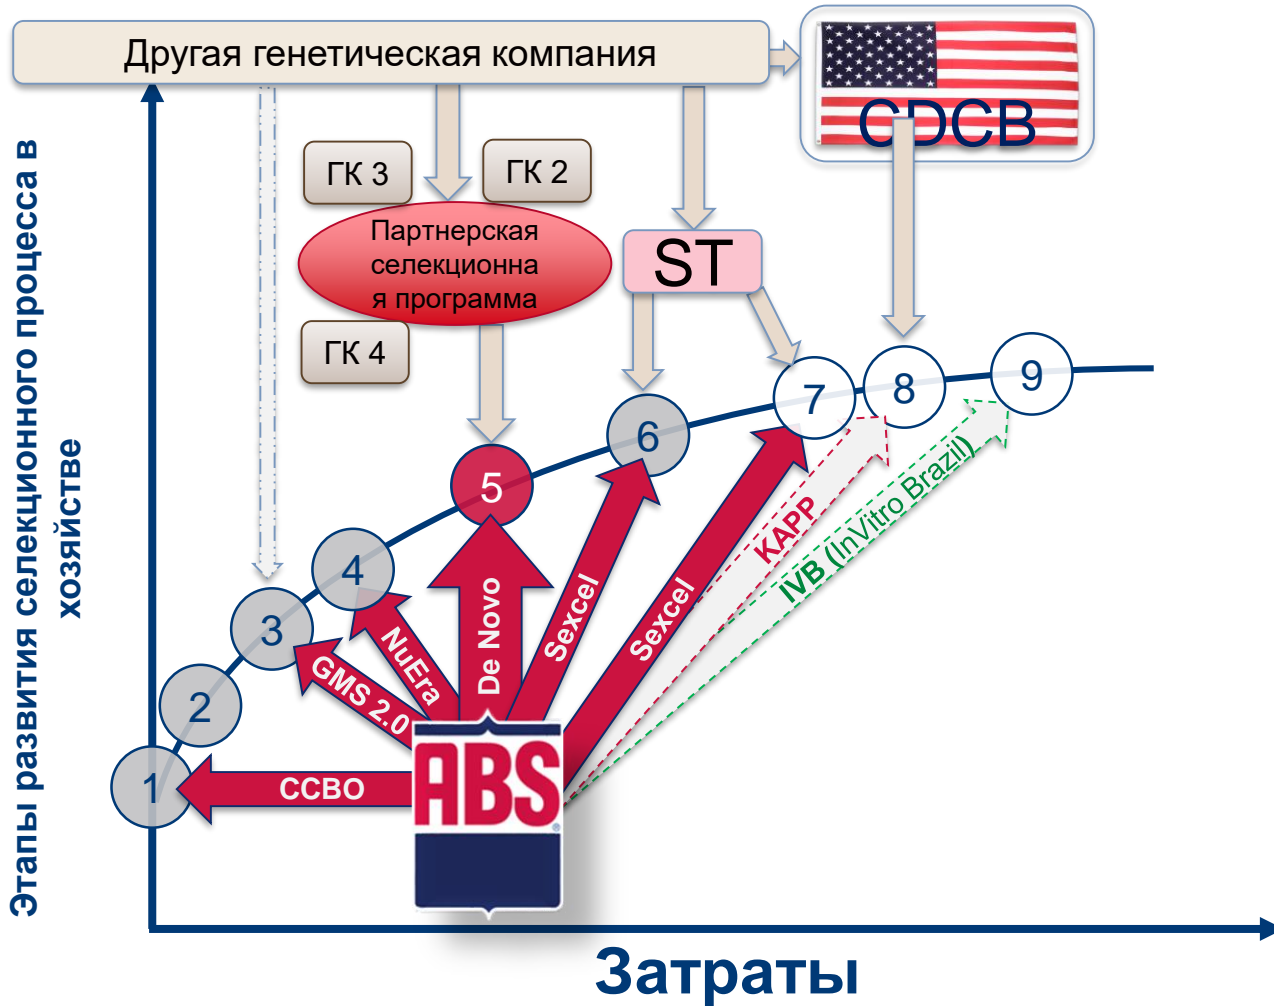 Другая генетическая компания
CDCB
ГК 3
ГК 2
Партнерская
селекционна
я программа
ST
ГК 4
Этапы развития селекционного процесса в
хозяйстве
1
2
3
4
5
6
7
8
9
CCBO
GMS 2.0
NuEra
De Novo
Sexcel
Sexcel
KAPP
IVB (InVitro Brazil)
ABS
®
Затраты